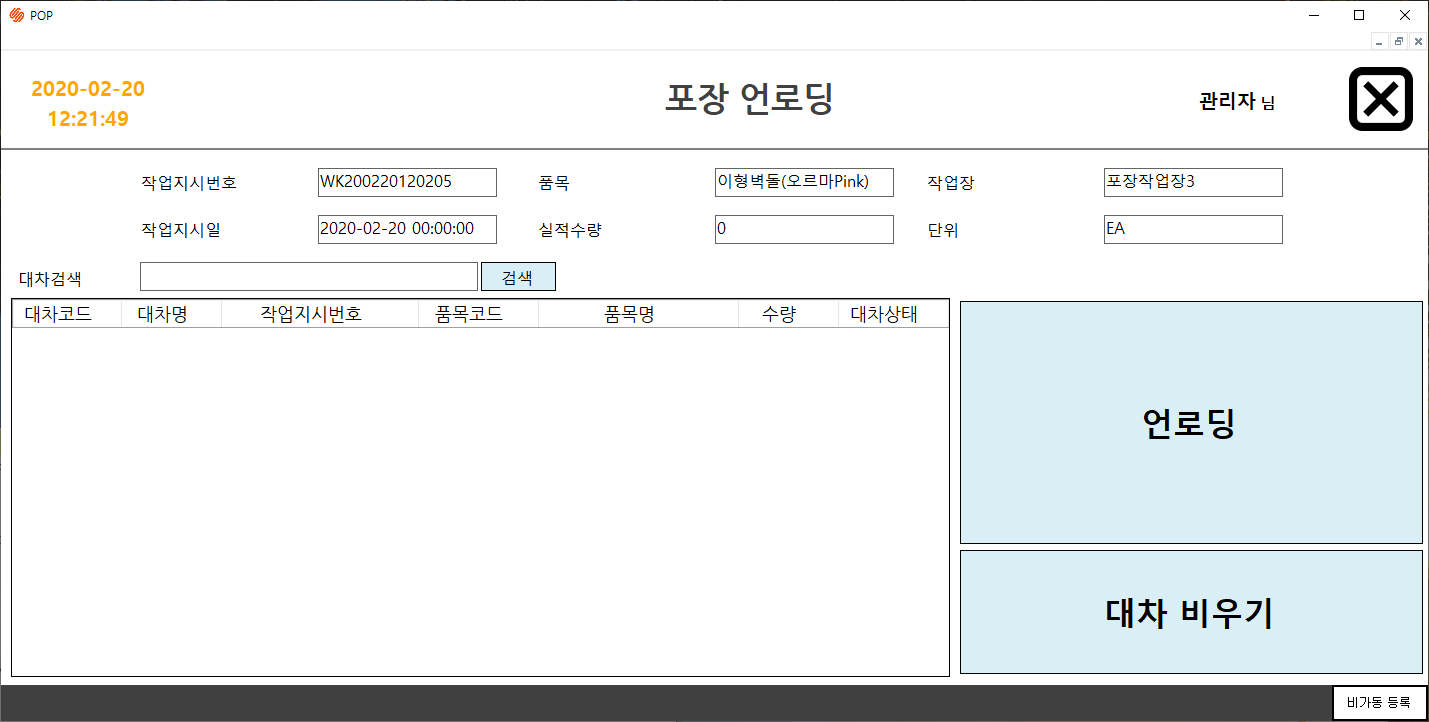 POP
2020-02-20
12:21:49
포장 언로딩
관리자 님
작업지시번호 WK200220120205 품목 이형벽돌(오르마Pink) 작업장 포장작업장3
작업지시일 2020-02-20 00:00:00 실적수량 0 단위 EA
대차검색 검색
대차코드 대차명 작업지시번호 품목코드 품목명 수량 대차상태
언로딩
대차 비우기
비가동 등록